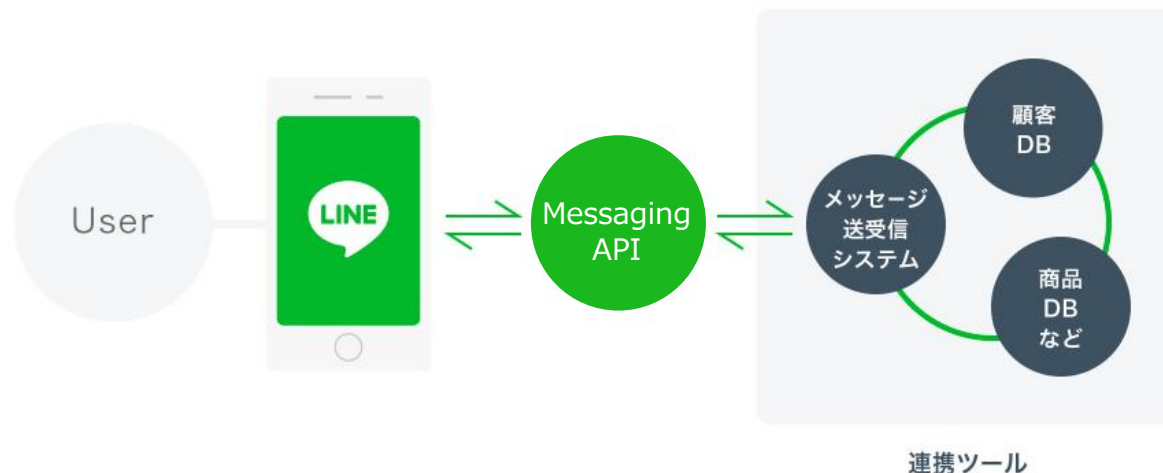 User
LINE
Messaging
API
メッセージ
送受信
システム
顧客
DB
商品
DB
など
連携ツール